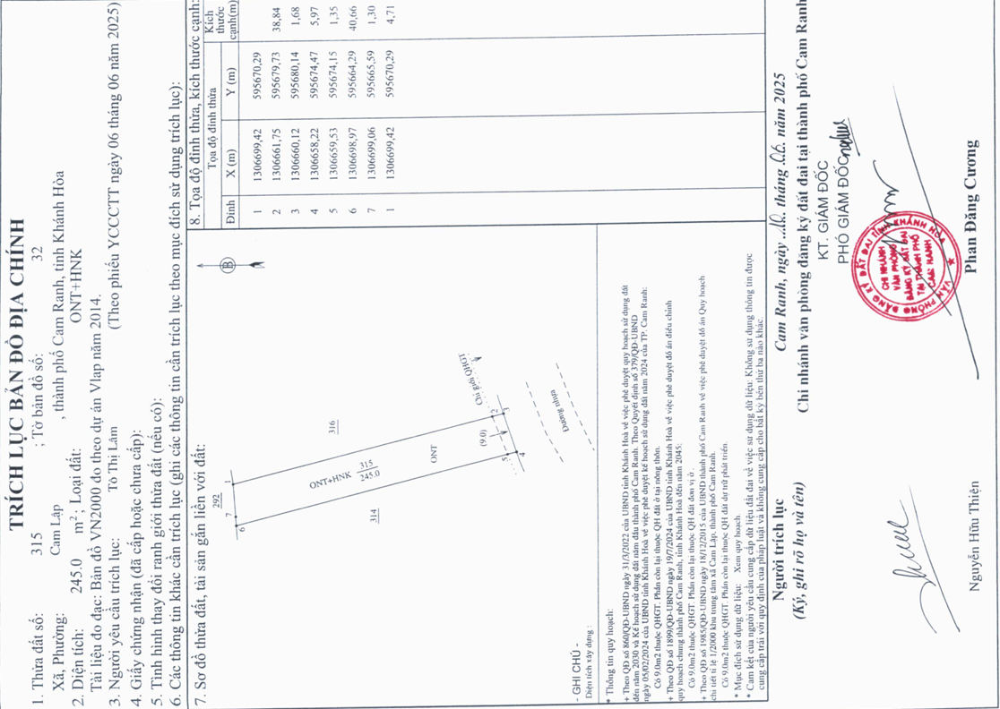 TRÍCH LỤC BẢN ĐỒ ĐỊA CHÍNH
1. Thửa đất số: 315 ; Tờ bản đồ số: 32
Xã, Phường: Cam Lập , thành phố Cam Ranh, tỉnh Khánh Hòa
2. Diện tích: 245.0 m² ; Loại đất: ONT+HNK
Tài liệu đo đạc: Bản đồ VN2000 đo theo dự án Vlap năm 2014.
3. Người yêu cầu trích lục: Tô Thị Lâm (Theo phiếu YCCCTT ngày 06 tháng 06 năm 2025)
4. Giấy chứng nhận (đã cấp hoặc chưa cấp):
5. Tình hình thay đổi ranh giới thửa đất (nếu có):
6. Các thông tin khác cần trích lục (ghi các thông tin cần trích lục theo mục đích sử dụng trích lục):
7. Sơ đồ thửa đất, tài sản gắn liền với đất:
B
292
6 7 1
316
ONT+HNK
315
245.0
314
ONT
(9.0)
Chỉ giới QHGT
5 2
4 3
Đường nhựa
8. Tọa độ đỉnh thửa, kích thước cạnh:
Đỉnh
Tọa độ đỉnh thửa
Kích thước cạnh(m)
X (m) Y (m)
1 1306699,42 595670,29
38,84
2 1306661,75 595679,73
1,68
3 1306660,12 595680,14
5,97
4 1306658,22 595674,47
1,35
5 1306659,53 595674,15
40,66
6 1306698,97 595664,29
1,30
7 1306699,06 595665,59
4,71
1 1306699,42 595670,29
- GHI CHÚ -
Diện tích xây dựng :
* Thông tin quy hoạch:
+ Theo QĐ số 860/QĐ-UBND ngày 31/3/2022 của UBND tỉnh Khánh Hoà về việc phê duyệt quy hoạch sử dụng đất
đến năm 2030 và Kế hoạch sử dụng đất năm đầu thành phố Cam Ranh. Theo Quyết định số 379/QĐ-UBND
ngày 05/02/2024 của UBND tỉnh Khánh Hoà về việc phê duyệt kế hoạch sử dụng đất năm 2024 của TP. Cam Ranh:
Có 9.0m2 thuộc QHGT. Phần còn lại thuộc QH đất ở tại nông thôn.
+ Theo QĐ số 1899/QĐ-UBND ngày 19/7/2024 của UBND tỉnh Khánh Hoà về việc phê duyệt đồ án điều chỉnh
quy hoạch chung thành phố Cam Ranh, tỉnh Khánh Hoà đến năm 2045:
Có 9.0m2 thuộc QHGT. Phần còn lại thuộc QH đất đơn vị ở .
+ Theo QĐ số 1985/QĐ-UBND ngày 18/12/2015 của UBND thành phố Cam Ranh về việc phê duyệt đồ án Quy hoạch
chi tiết tỉ lệ 1/2000 khu trung tâm xã Cam Lập, thành phố Cam Ranh.
Có 9.0m2 thuộc QHGT. Phần còn lại thuộc QH đất dự trữ phát triển.
* Mục đích sử dụng dữ liệu: Xem quy hoạch.
* Cam kết của người yêu cầu cung cấp dữ liệu đất đai về việc sử dụng dữ liệu: Không sử dụng thông tin được
cung cấp trái với quy định của pháp luật và không cung cấp cho bất kỳ bên thứ ba nào khác.
Người trích lục
(Ký, ghi rõ họ và tên)
Nguyễn Hữu Thiện
Cam Ranh, ngày 10 tháng 06 năm 2025
Chi nhánh văn phòng đăng ký đất đai tại thành phố Cam Ranh
KT. GIÁM ĐỐC
PHÓ GIÁM ĐỐC
VĂN PHÒNG ĐĂNG KÝ ĐẤT ĐAI TỈNH KHÁNH HÒA
CHI NHÁNH
VĂN PHÒNG
ĐĂNG KÝ ĐẤT ĐAI
TẠI THÀNH PHỐ
CAM RANH
Phan Đăng Cương